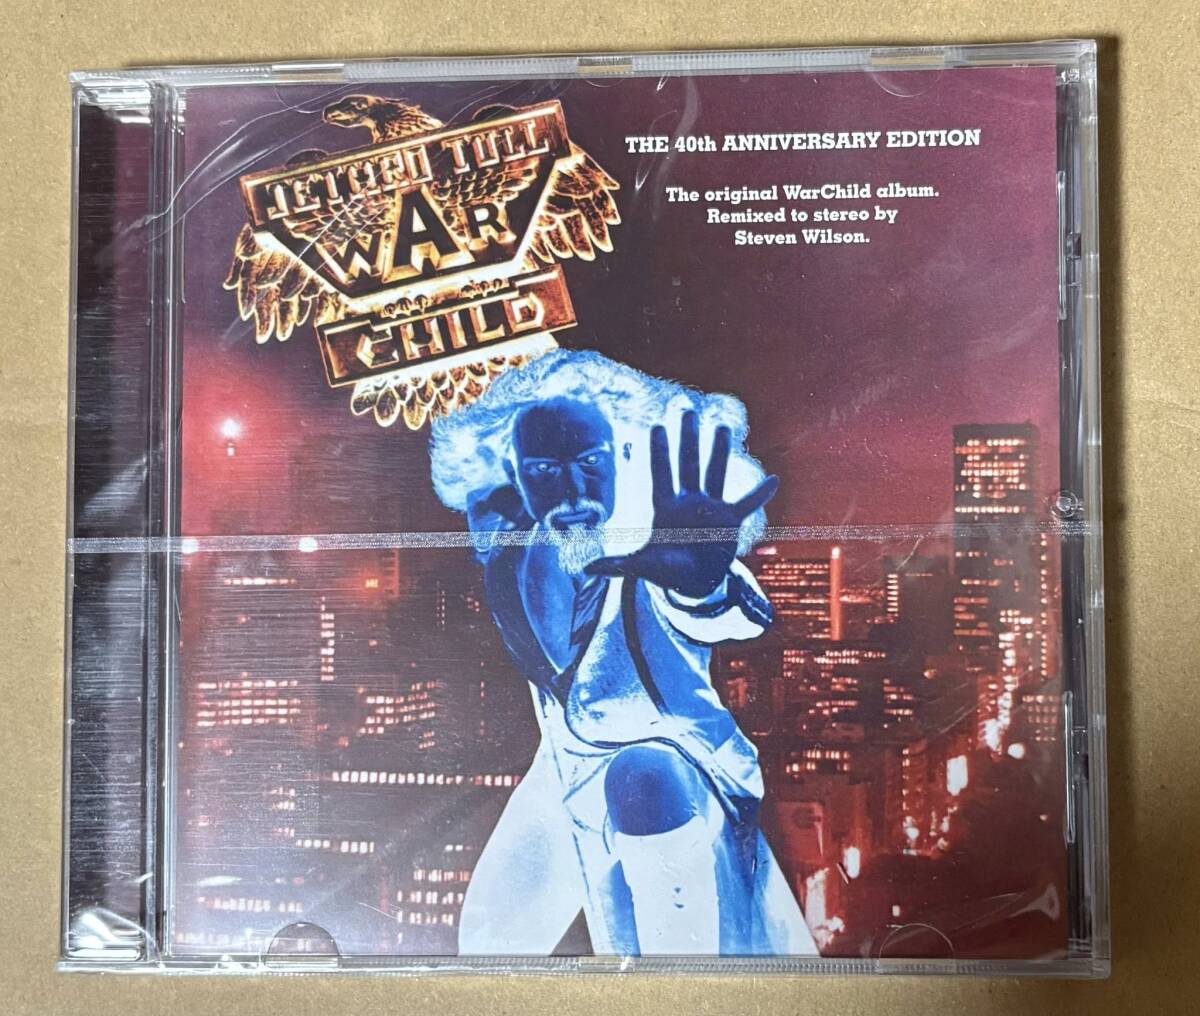 JETHRO TULL
WAR
CHILD
THE 40th ANNIVERSARY EDITION
The original WarChild album.
Remixed to stereo by
Steven Wilson.